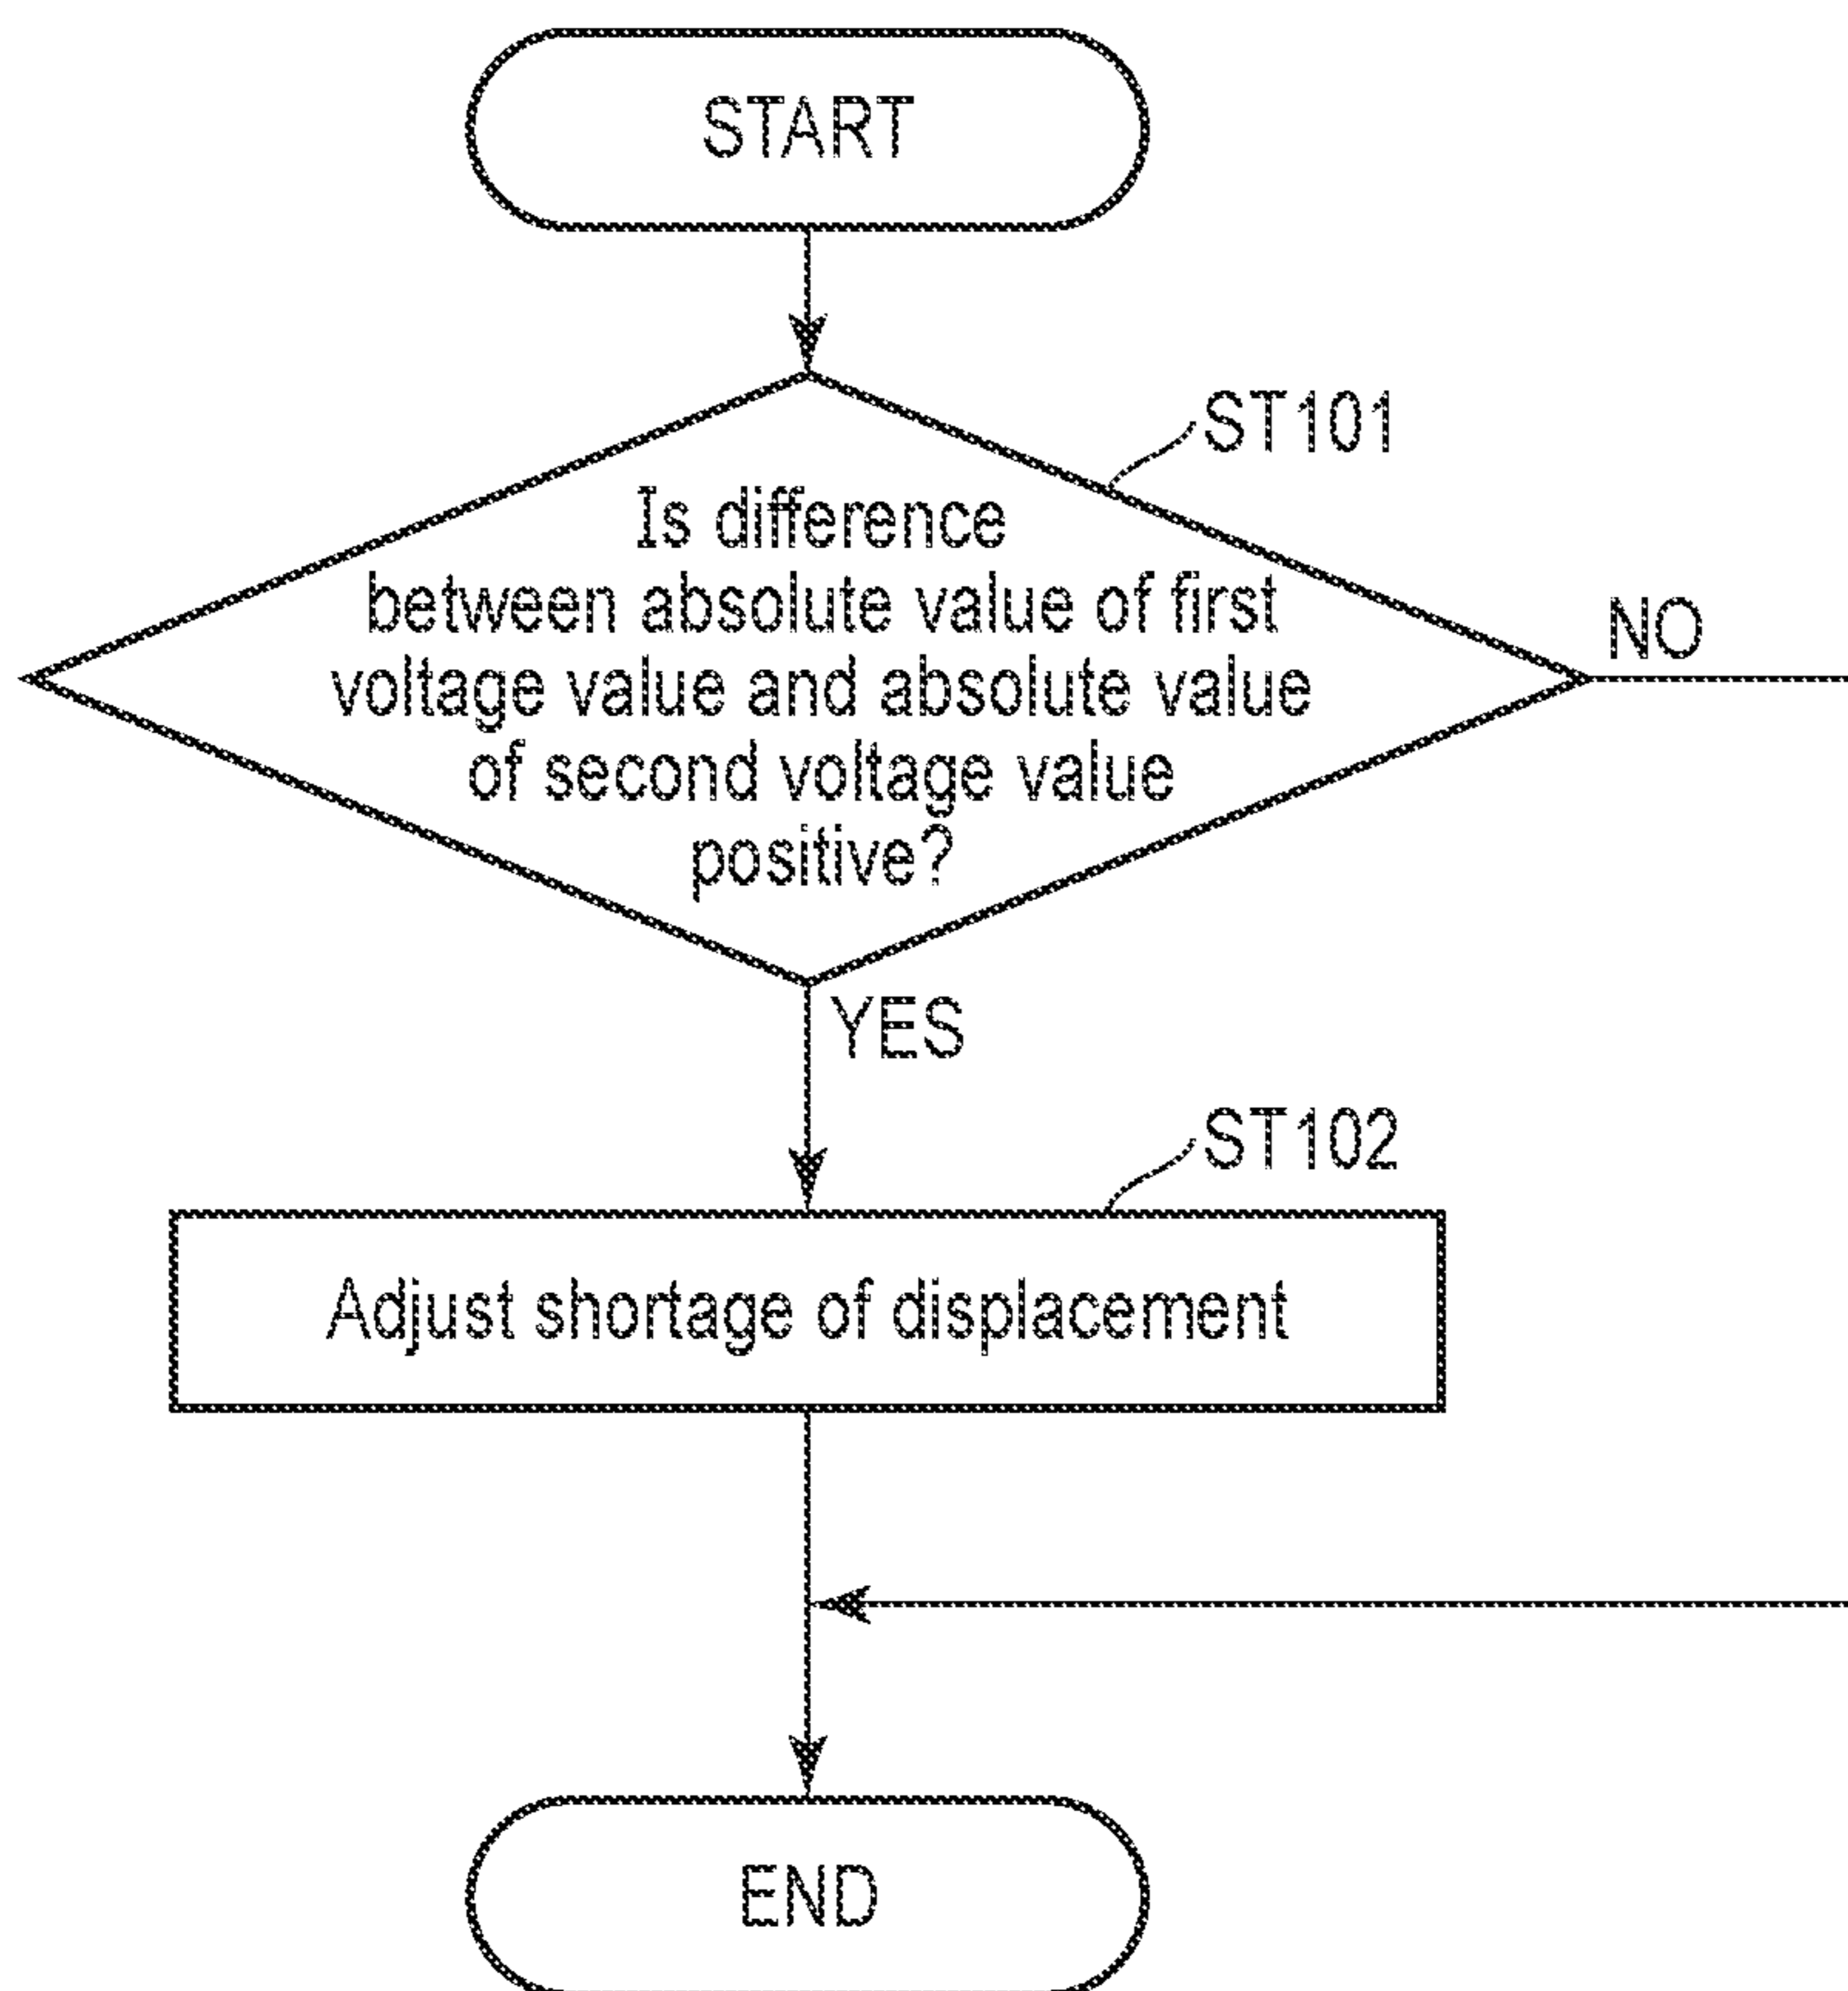 START
ST101
Is difference
between absolute value of first
voltage value and absolute value
of second voltage value
positive?
NO
YES
ST102
Adjust shortage of displacement
END